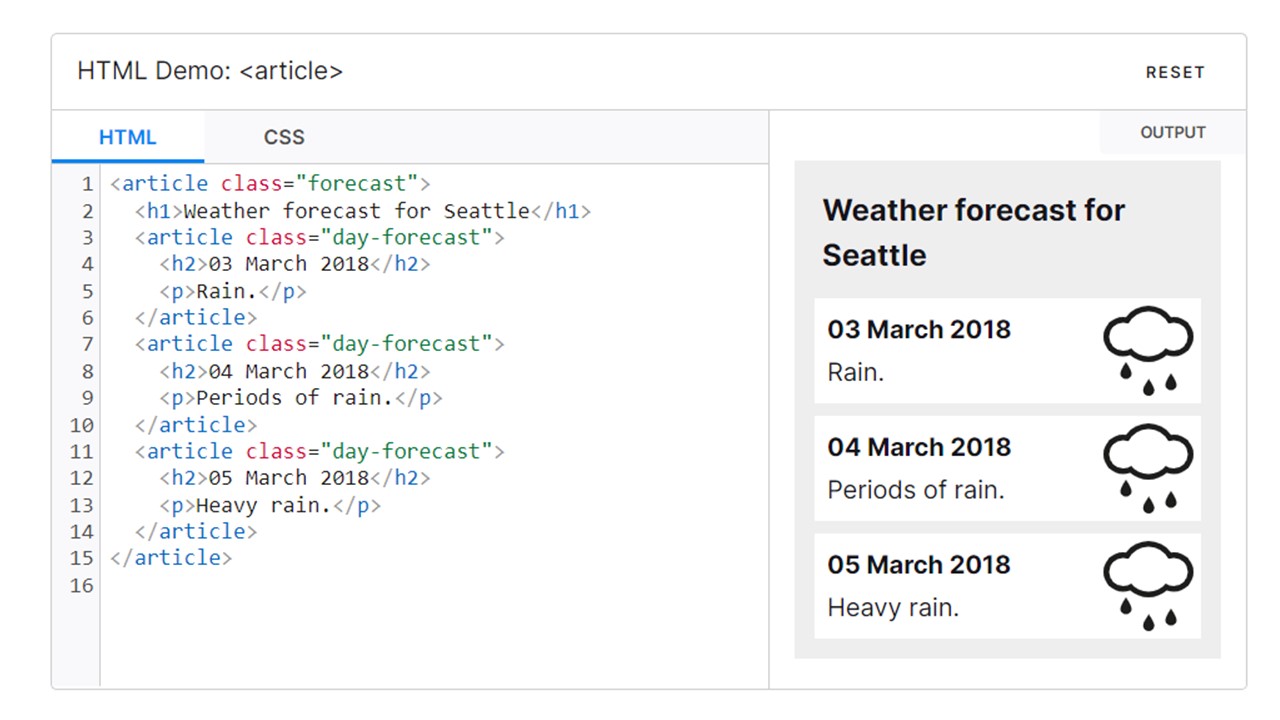 HTML Demo: <article>
RESET
HTML
CSS
OUTPUT
1 <article class="forecast">
2   <h1>Weather forecast for Seattle</h1>
3   <article class="day-forecast">
4     <h2>03 March 2018</h2>
5     <p>Rain.</p>
6   </article>
7   <article class="day-forecast">
8     <h2>04 March 2018</h2>
9     <p>Periods of rain.</p>
10   </article>
11   <article class="day-forecast">
12     <h2>05 March 2018</h2>
13     <p>Heavy rain.</p>
14   </article>
15 </article>
16
Weather forecast for
Seattle
03 March 2018
Rain.
04 March 2018
Periods of rain.
05 March 2018
Heavy rain.